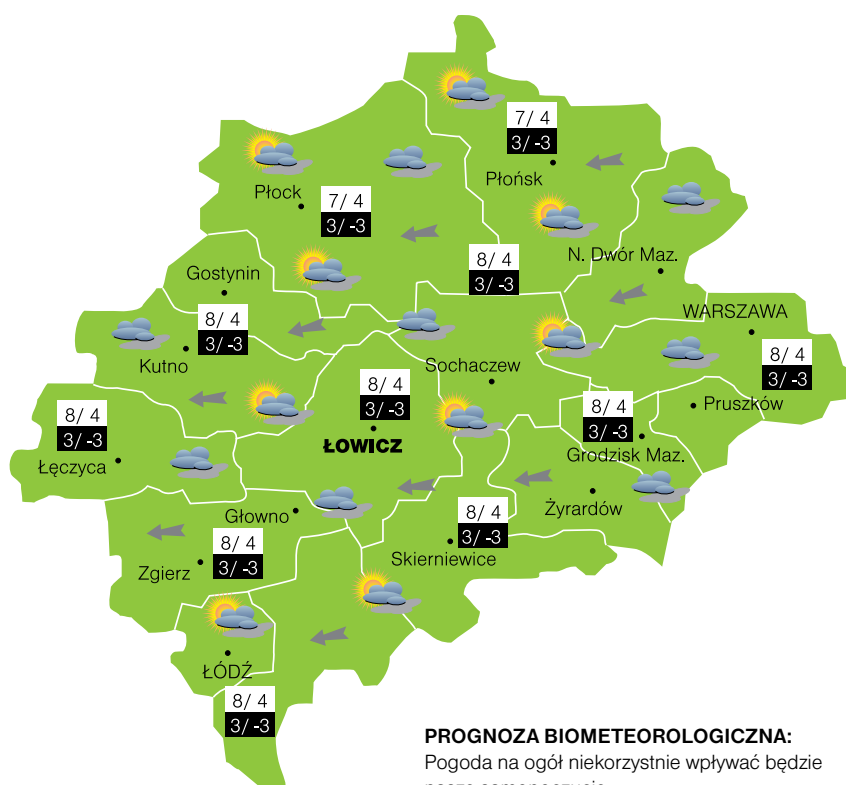 7/ 4
3/ -3
Płońsk
Płock
7/ 4
3/ -3
N. Dwór Maz.
8/ 4
3/ -3
Gostynin
WARSZAWA
8/ 4
3/ -3
Kutno
8/ 4
3/ -3
Sochaczew
8/ 4
3/ -3
ŁOWICZ
8/ 4
3/ -3
Pruszków
8/ 4
3/ -3
Grodzisk Maz.
8/ 4
3/ -3
Łęczyca
Żyrardów
Głowno
8/ 4
3/ -3
Skierniewice
8/ 4
3/ -3
Zgierz
ŁÓDŹ
8/ 4
3/ -3
PROGNOZA BIOMETEOROLOGICZNA:
Pogoda na ogół niekorzystnie wpływać będzie